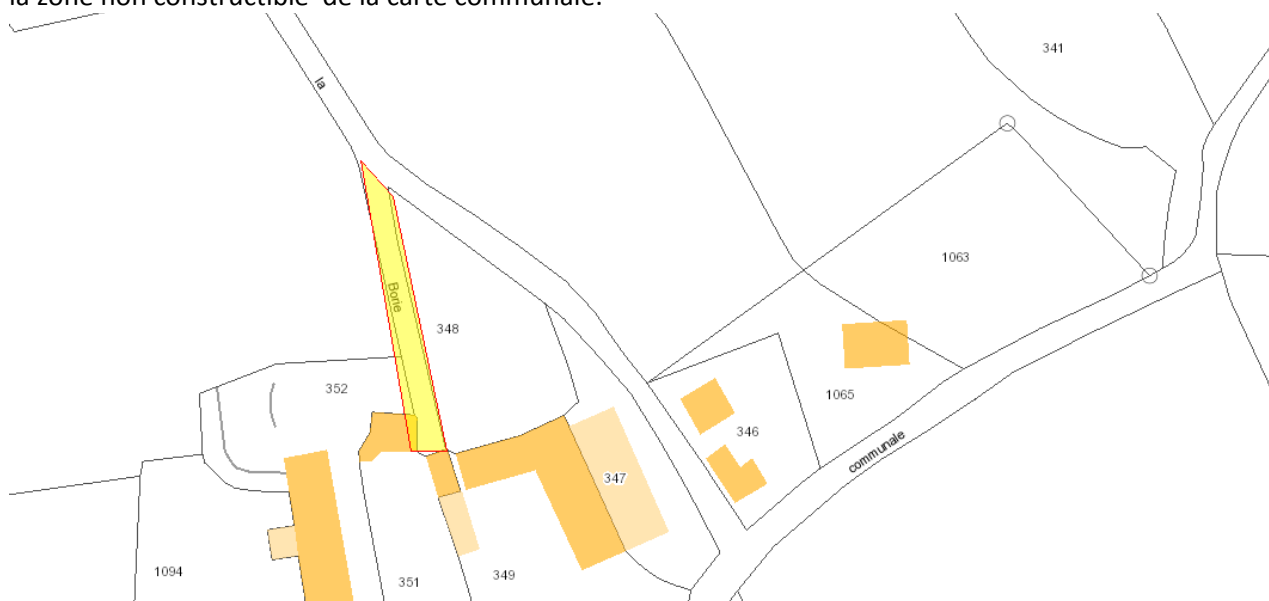 la zone non constructible de la carte communale.
341
la
1063
Borie
348
352
1065
346
communale
347
1094
351
349